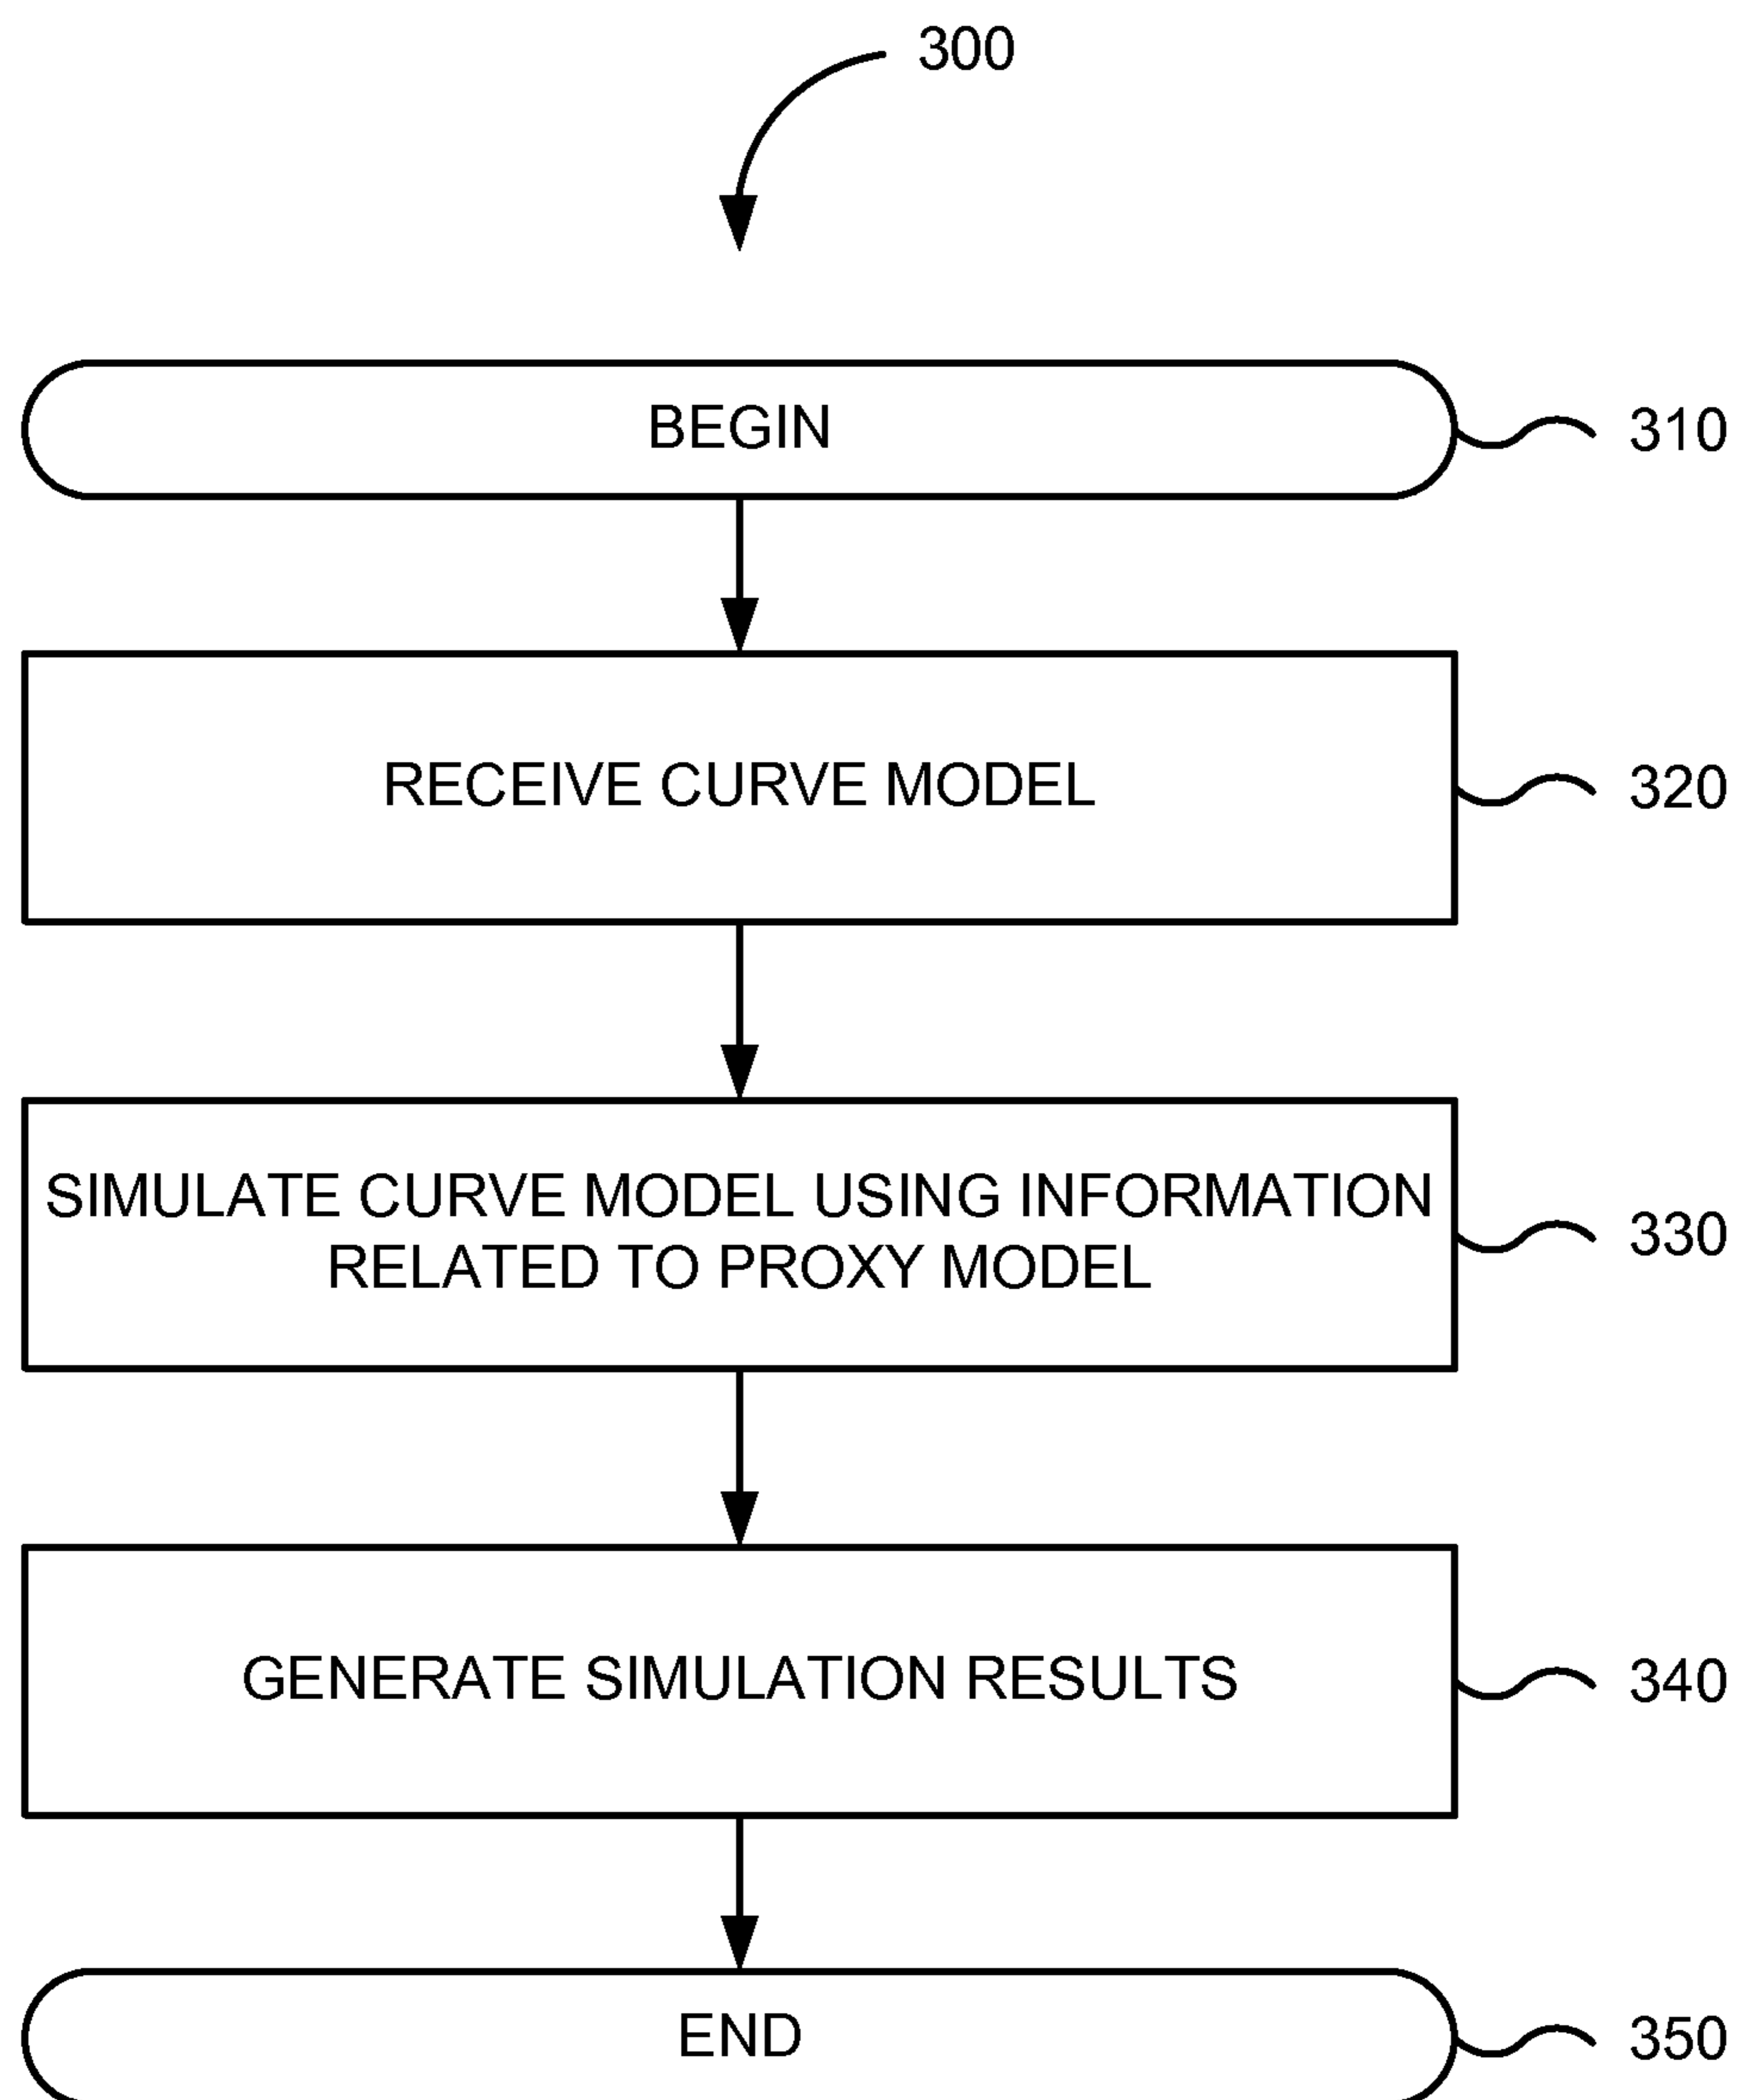 300
BEGIN
310
RECEIVE CURVE MODEL
320
SIMULATE CURVE MODEL USING INFORMATION
RELATED TO PROXY MODEL
330
GENERATE SIMULATION RESULTS
340
END
350